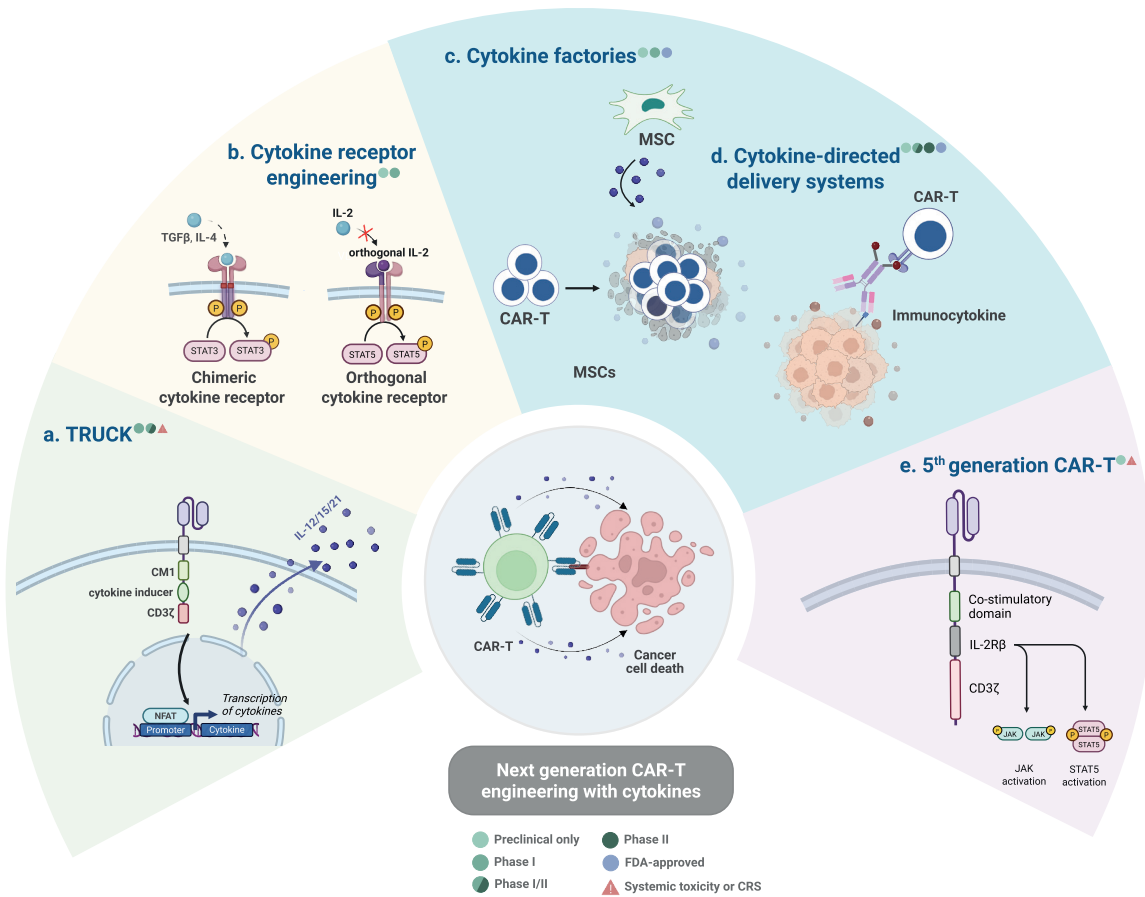 c. Cytokine factories
MSC
b. Cytokine receptor
engineering
d. Cytokine-directed
delivery systems
CAR-T
IL-2
TGFβ, IL-4
orthogonal IL-2
P
P
P
P
STAT3
STAT3
P
STAT5
STAT5
P
Chimeric
cytokine receptor
Orthogonal
cytokine receptor
CAR-T
MSCs
Immunocytokine
a. TRUCK
IL-12/15/21
CM1
cytokine inducer
CD3ζ
Transcription
of cytokines
NFAT
Promoter
Cytokine
CAR-T
Cancer
cell death
e. 5th generation CAR-T
Co-stimulatory
domain
IL-2Rβ
CD3ζ
P
JAK
JAK
P
P
STAT5
STAT5
P
JAK
activation
STAT5
activation
Next generation CAR-T
engineering with cytokines
Preclinical only
Phase I
Phase I/II
Phase II
FDA-approved
Systemic toxicity or CRS